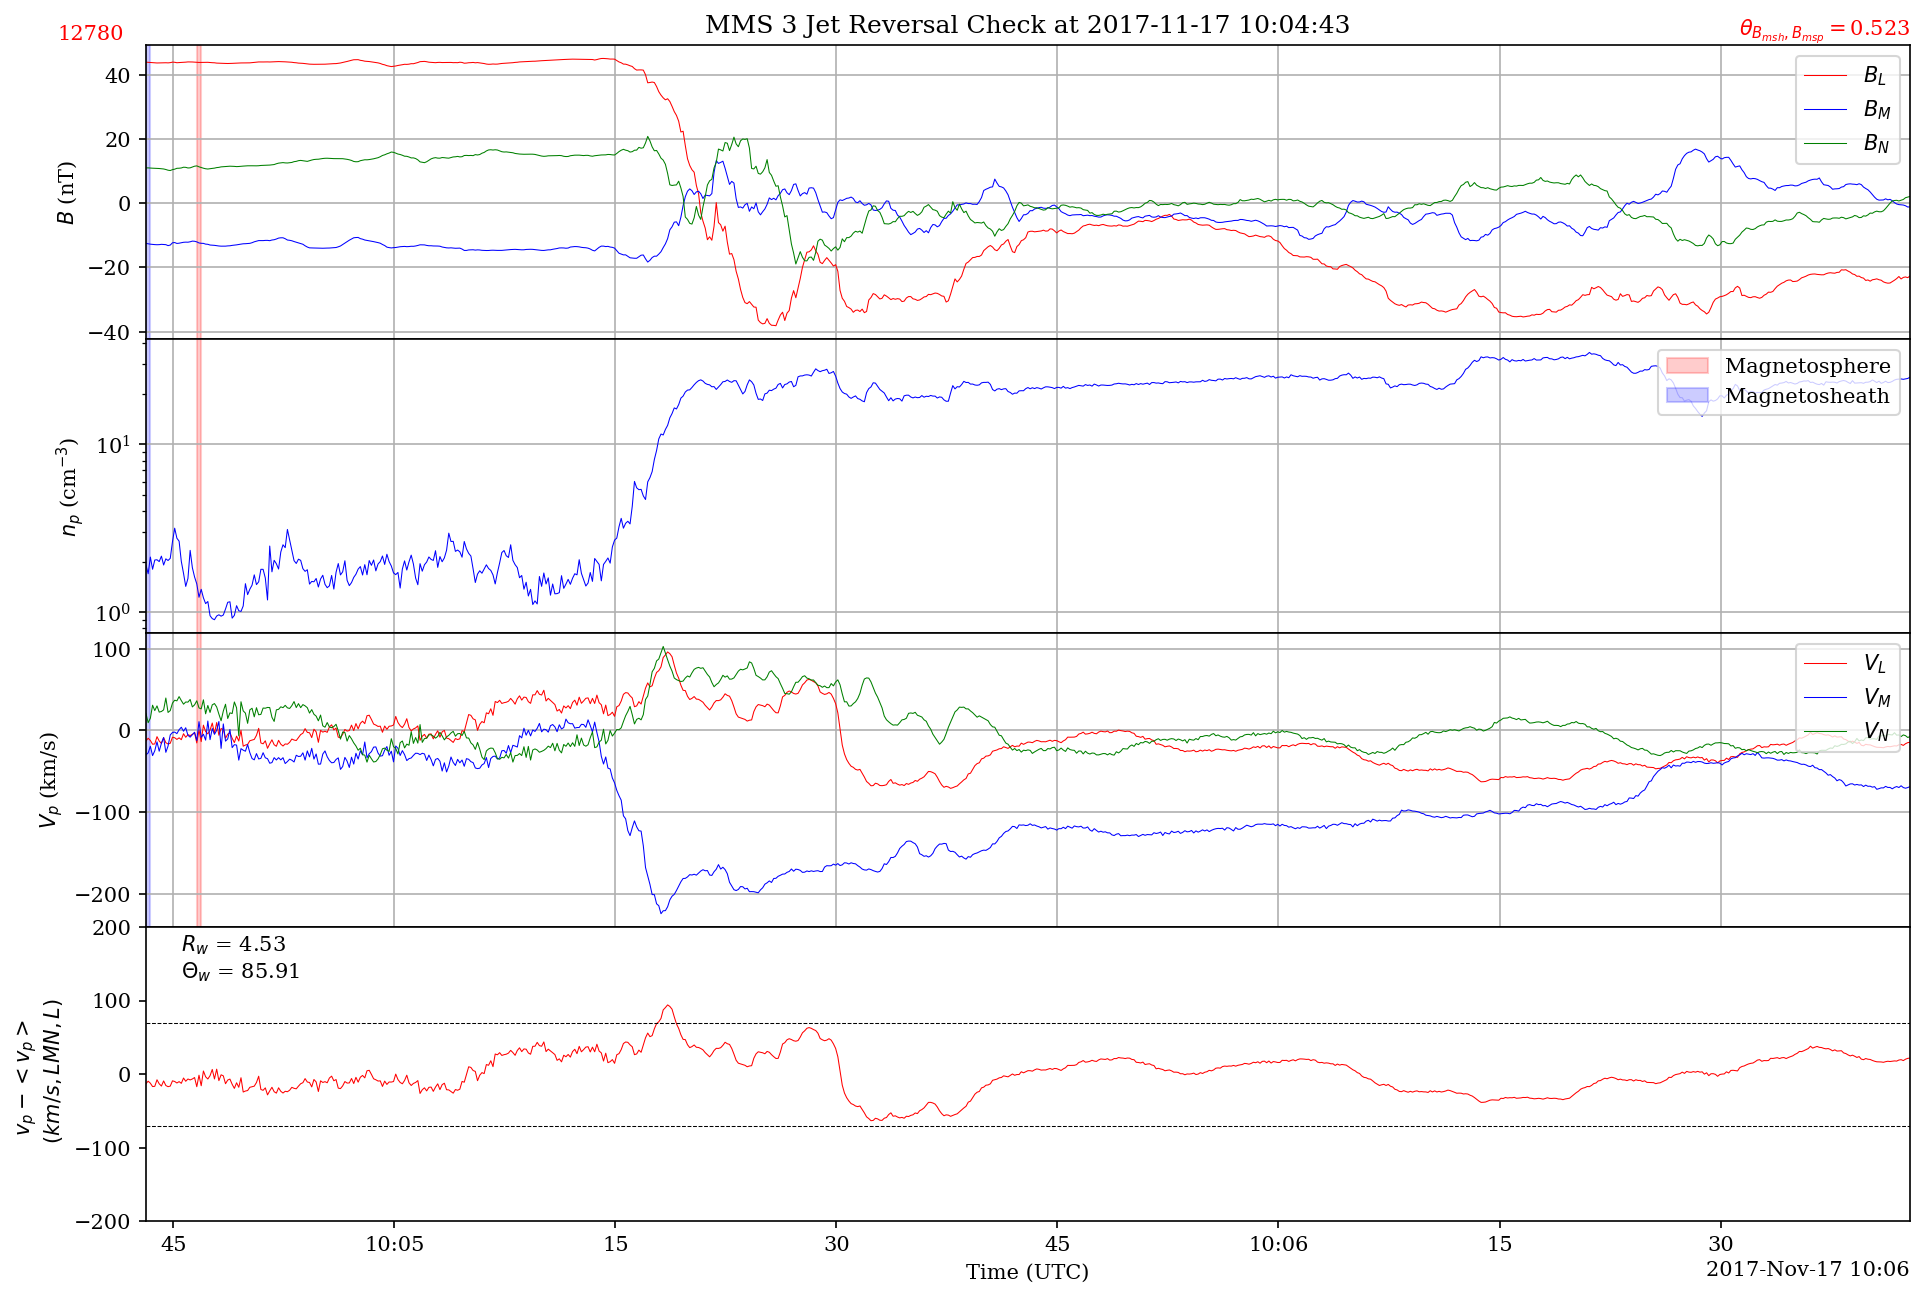 MMS 3 Jet Reversal Check at 2017-11-17 10:04:43
12780
θ_{B_{msh}, B_{msp}} = 0.523
40
20
0
−20
−40
B (nT)
B_L
B_M
B_N
10^1
10^0
n_p (cm^{−3})
Magnetosphere
Magnetosheath
100
0
−100
−200
V_p (km/s)
V_L
V_M
V_N
200
100
0
−100
−200
v_p − < v_p >
(km/s, LMN, L)
R_w = 4.53
Θ_w = 85.91
45
10:05
15
30
45
10:06
15
30
Time (UTC)
2017-Nov-17 10:06